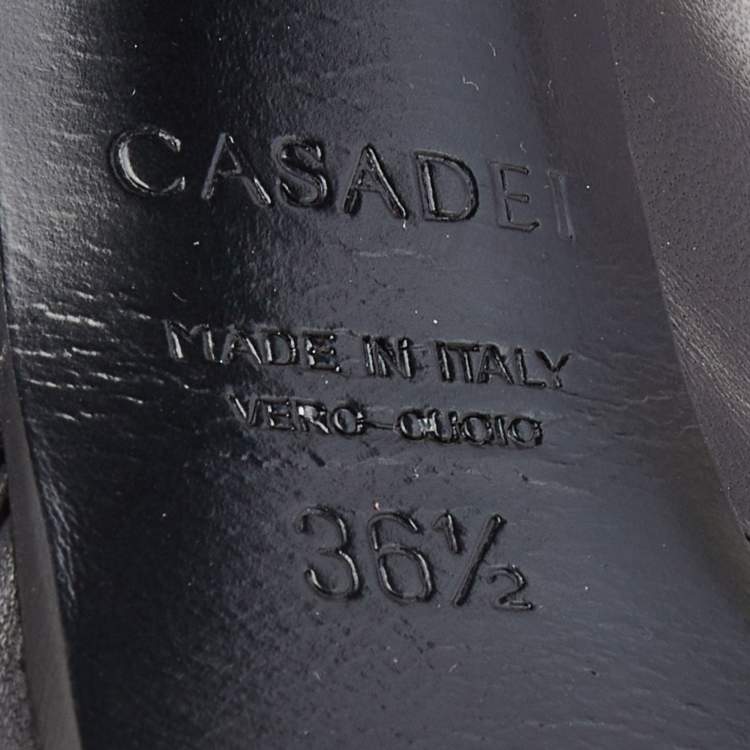 CASADEI
MADE IN ITALY
VERO CUOIO
36½